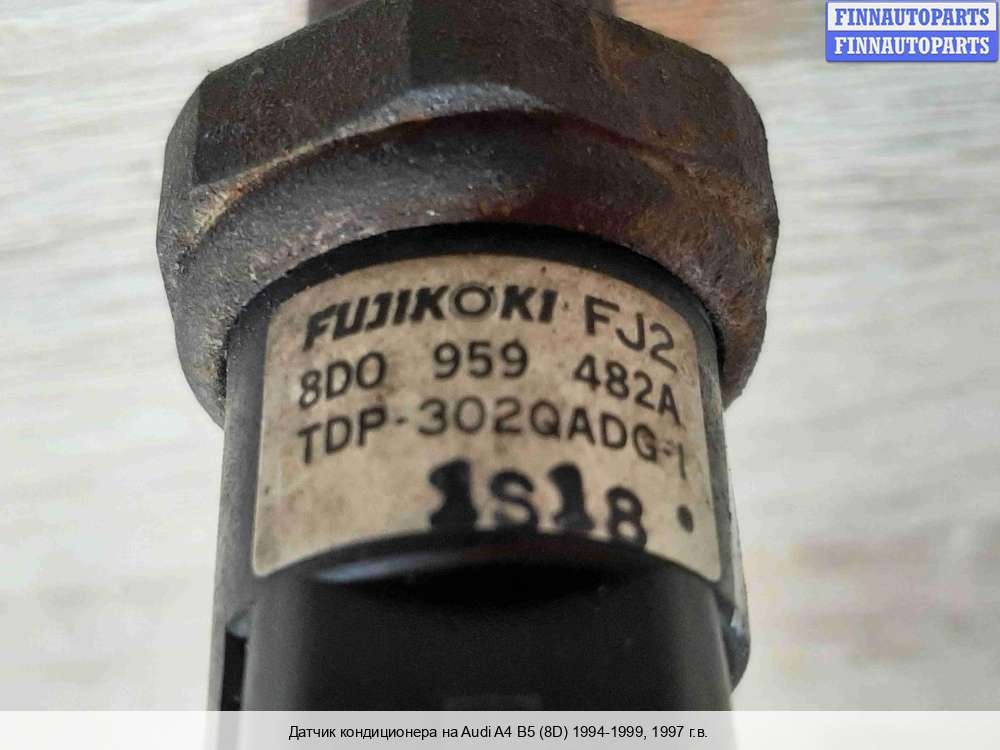 FINNAUTOPARTS
FINNAUTOPARTS
FUJIKOKI FJ2
8D0 959 482A
TDP-302QADG-1
1S18
Датчик кондиционера на Audi A4 B5 (8D) 1994-1999, 1997 г.в.